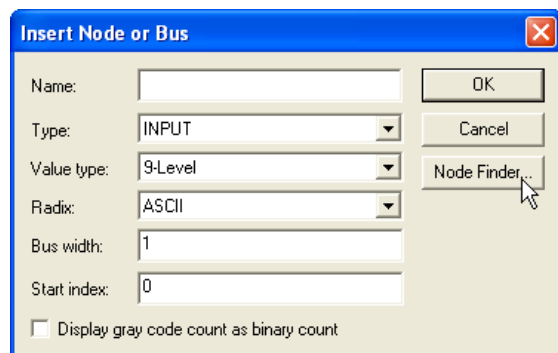 Insert Node or Bus
Name:
OK
Type: INPUT
Cancel
Value type: 9-Level
Node Finder...
Radix: ASCII
Bus width: 1
Start index: 0
Display gray code count as binary count